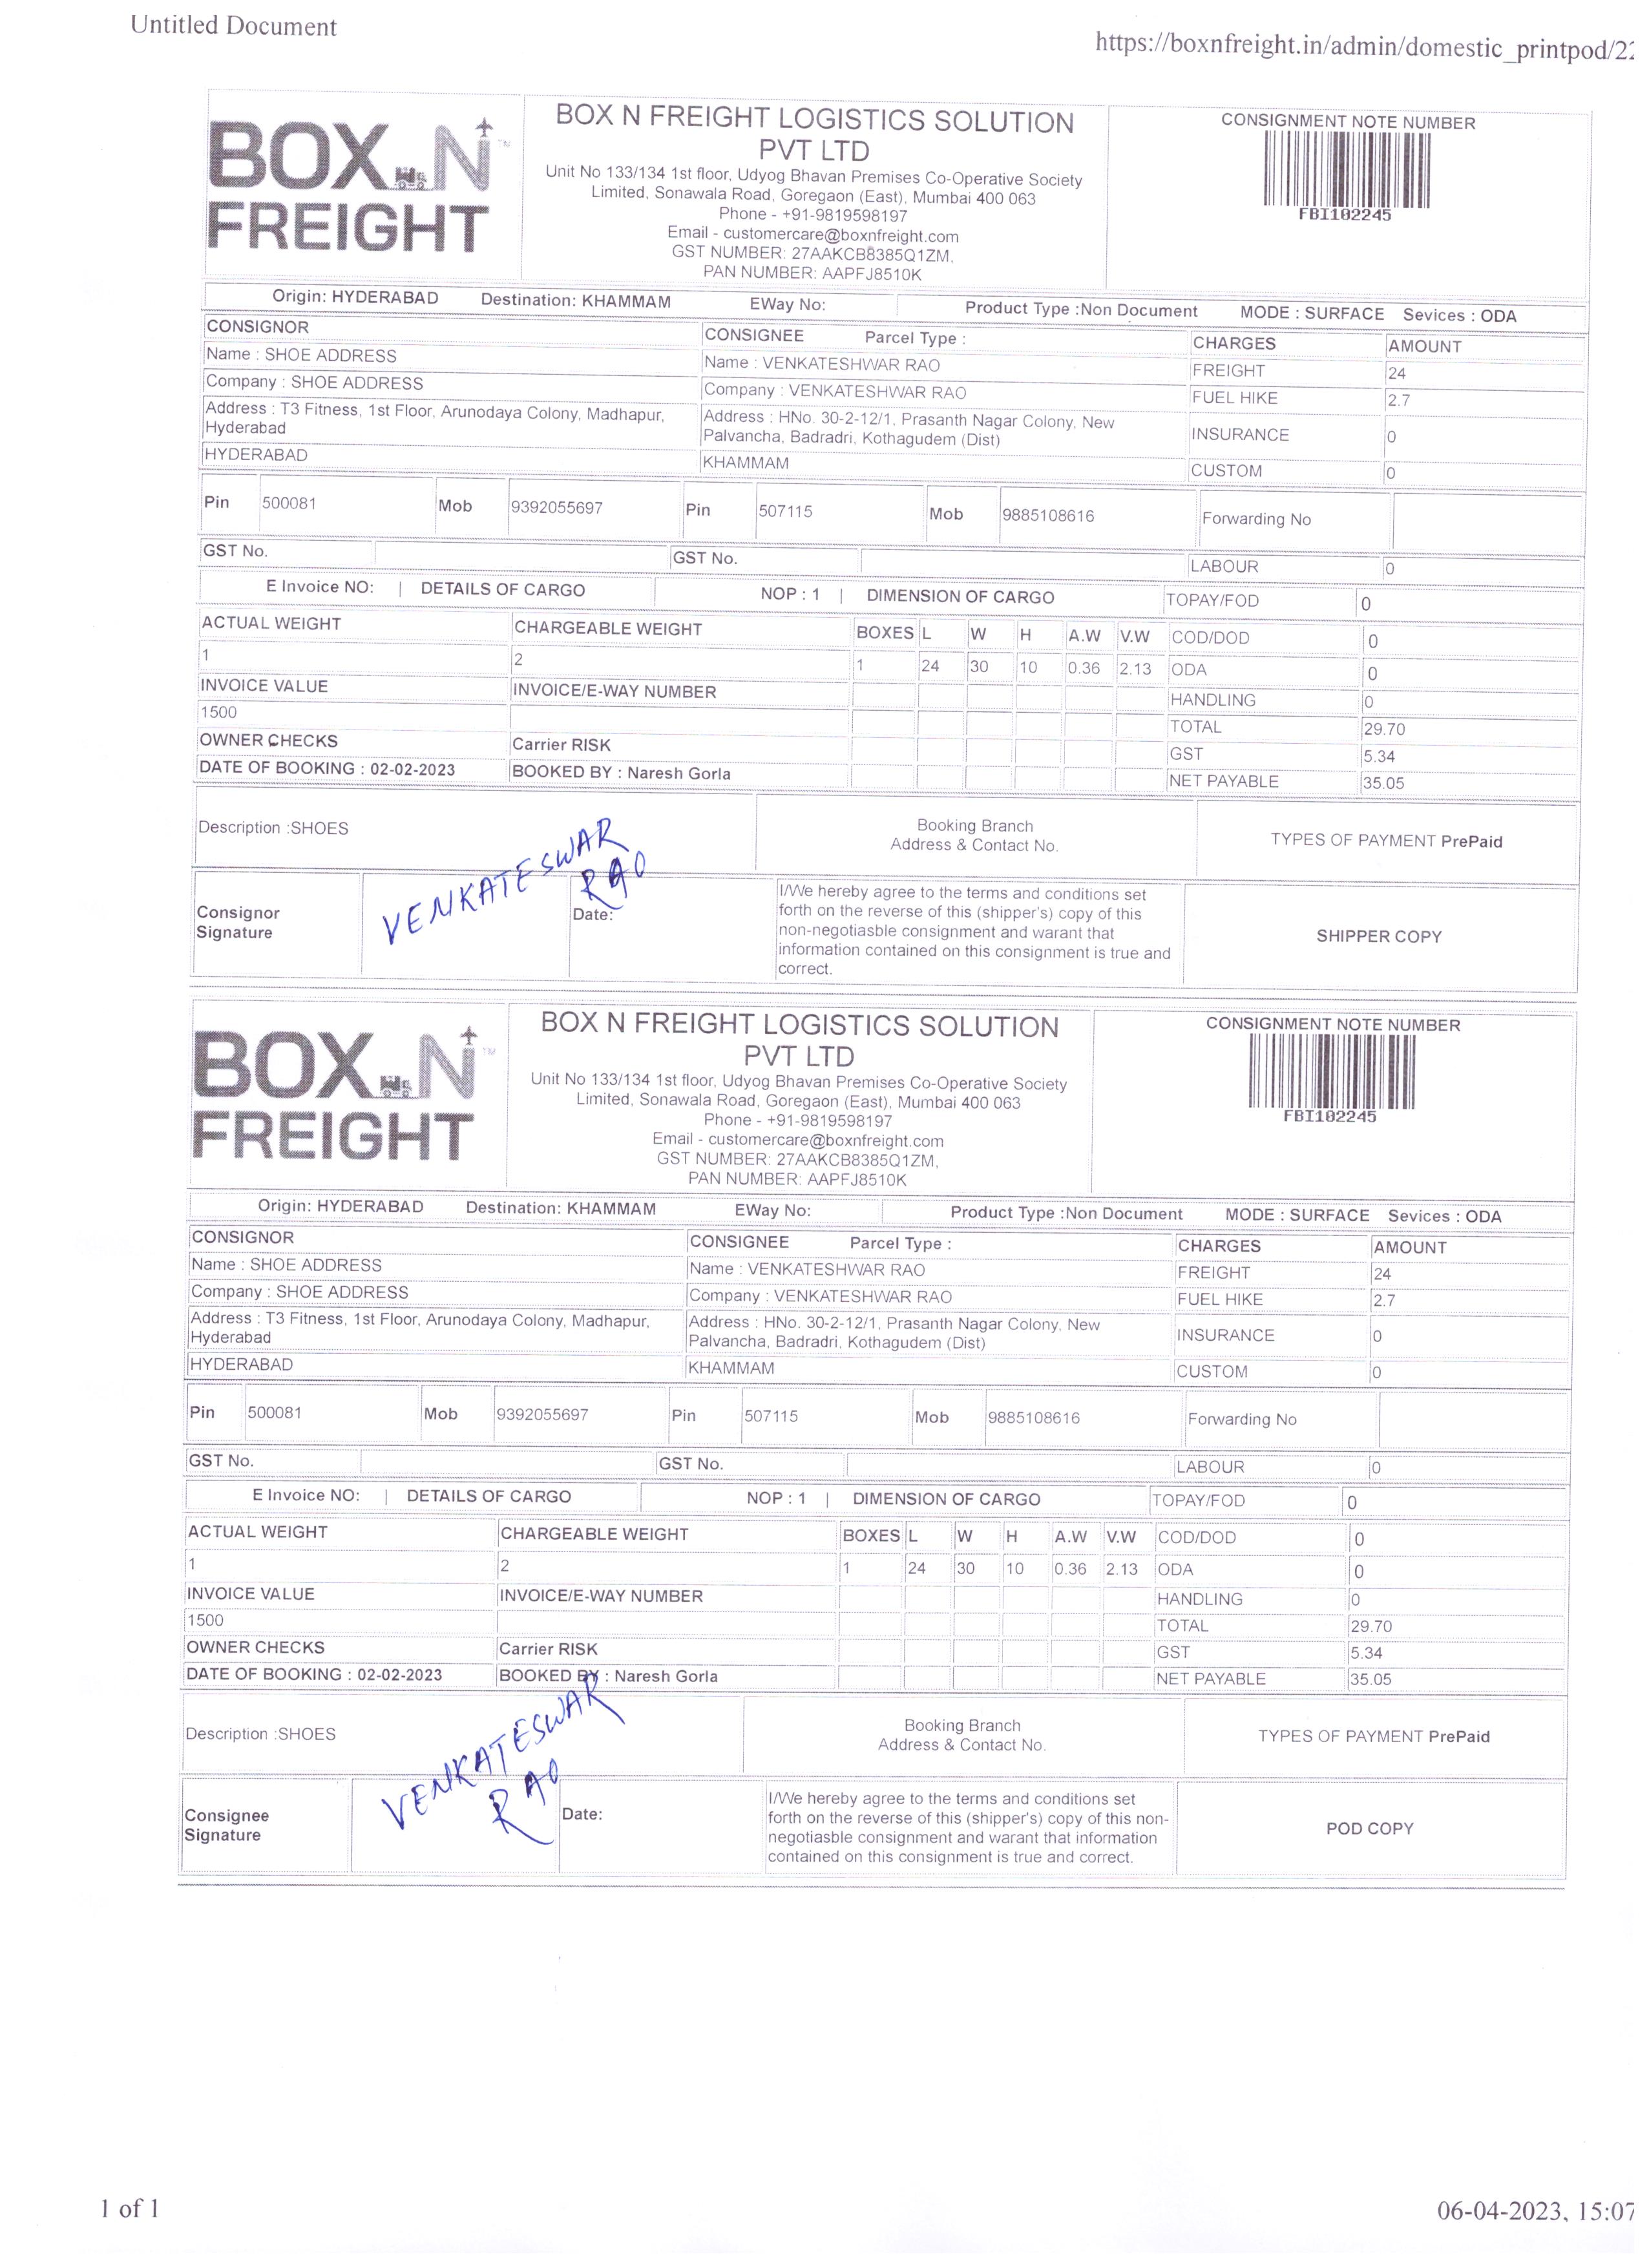 Untitled Document
https://boxnfreight.in/admin/domestic_printpod/22
BOX N FREIGHT
BOX N FREIGHT LOGISTICS SOLUTION
PVT LTD
Unit No 133/134 1st floor, Udyog Bhavan Premises Co-Operative Society
Limited, Sonawala Road, Goregaon (East), Mumbai 400 063
Phone - +91-9819598197
Email - customercare@boxnfreight.com
GST NUMBER: 27AAKCB8385Q1ZM,
PAN NUMBER: AAPFJ8510K
CONSIGNMENT NOTE NUMBER
FBI102245
Origin: HYDERABAD Destination: KHAMMAM EWay No: Product Type :Non Document MODE : SURFACE Sevices : ODA
CONSIGNOR CONSIGNEE Parcel Type : CHARGES AMOUNT
Name : SHOE ADDRESS Name : VENKATESHWAR RAO FREIGHT 24
Company : SHOE ADDRESS Company : VENKATESHWAR RAO FUEL HIKE 2.7
Address : T3 Fitness, 1st Floor, Arunodaya Colony, Madhapur, Address : HNo. 30-2-12/1, Prasanth Nagar Colony, New
Hyderabad Palvancha, Badradri, Kothagudem (Dist) INSURANCE 0
HYDERABAD KHAMMAM CUSTOM 0
Pin 500081 Mob 9392055697 Pin 507115 Mob 9885108616 Forwarding No
GST No. GST No. LABOUR 0
E Invoice NO: | DETAILS OF CARGO NOP : 1 | DIMENSION OF CARGO TOPAY/FOD 0
ACTUAL WEIGHT CHARGEABLE WEIGHT BOXES L W H A.W V.W COD/DOD 0
1 2 1 24 30 10 0.36 2.13 ODA 0
INVOICE VALUE INVOICE/E-WAY NUMBER HANDLING 0
1500 TOTAL 29.70
OWNER CHECKS Carrier RISK GST 5.34
DATE OF BOOKING : 02-02-2023 BOOKED BY : Naresh Gorla NET PAYABLE 35.05
Description :SHOES Booking Branch
Address & Contact No. TYPES OF PAYMENT PrePaid
VENKATESWAR
RAO
Consignor
Signature
Date:
I/We hereby agree to the terms and conditions set
forth on the reverse of this (shipper's) copy of this
non-negotiasble consignment and warant that
information contained on this consignment is true and
correct.
SHIPPER COPY
BOX N FREIGHT
BOX N FREIGHT LOGISTICS SOLUTION
PVT LTD
Unit No 133/134 1st floor, Udyog Bhavan Premises Co-Operative Society
Limited, Sonawala Road, Goregaon (East), Mumbai 400 063
Phone - +91-9819598197
Email - customercare@boxnfreight.com
GST NUMBER: 27AAKCB8385Q1ZM,
PAN NUMBER: AAPFJ8510K
CONSIGNMENT NOTE NUMBER
FBI102245
Origin: HYDERABAD Destination: KHAMMAM EWay No: Product Type :Non Document MODE : SURFACE Sevices : ODA
CONSIGNOR CONSIGNEE Parcel Type : CHARGES AMOUNT
Name : SHOE ADDRESS Name : VENKATESHWAR RAO FREIGHT 24
Company : SHOE ADDRESS Company : VENKATESHWAR RAO FUEL HIKE 2.7
Address : T3 Fitness, 1st Floor, Arunodaya Colony, Madhapur, Address : HNo. 30-2-12/1, Prasanth Nagar Colony, New
Hyderabad Palvancha, Badradri, Kothagudem (Dist) INSURANCE 0
HYDERABAD KHAMMAM CUSTOM 0
Pin 500081 Mob 9392055697 Pin 507115 Mob 9885108616 Forwarding No
GST No. GST No. LABOUR 0
E Invoice NO: | DETAILS OF CARGO NOP : 1 | DIMENSION OF CARGO TOPAY/FOD 0
ACTUAL WEIGHT CHARGEABLE WEIGHT BOXES L W H A.W V.W COD/DOD 0
1 2 1 24 30 10 0.36 2.13 ODA 0
INVOICE VALUE INVOICE/E-WAY NUMBER HANDLING 0
1500 TOTAL 29.70
OWNER CHECKS Carrier RISK GST 5.34
DATE OF BOOKING : 02-02-2023 BOOKED BY : Naresh Gorla NET PAYABLE 35.05
Description :SHOES Booking Branch
Address & Contact No. TYPES OF PAYMENT PrePaid
VENKATESWAR
RAO
Consignee
Signature
Date:
I/We hereby agree to the terms and conditions set
forth on the reverse of this (shipper's) copy of this non-
negotiasble consignment and warant that information
contained on this consignment is true and correct.
POD COPY
1 of 1
06-04-2023, 15:07